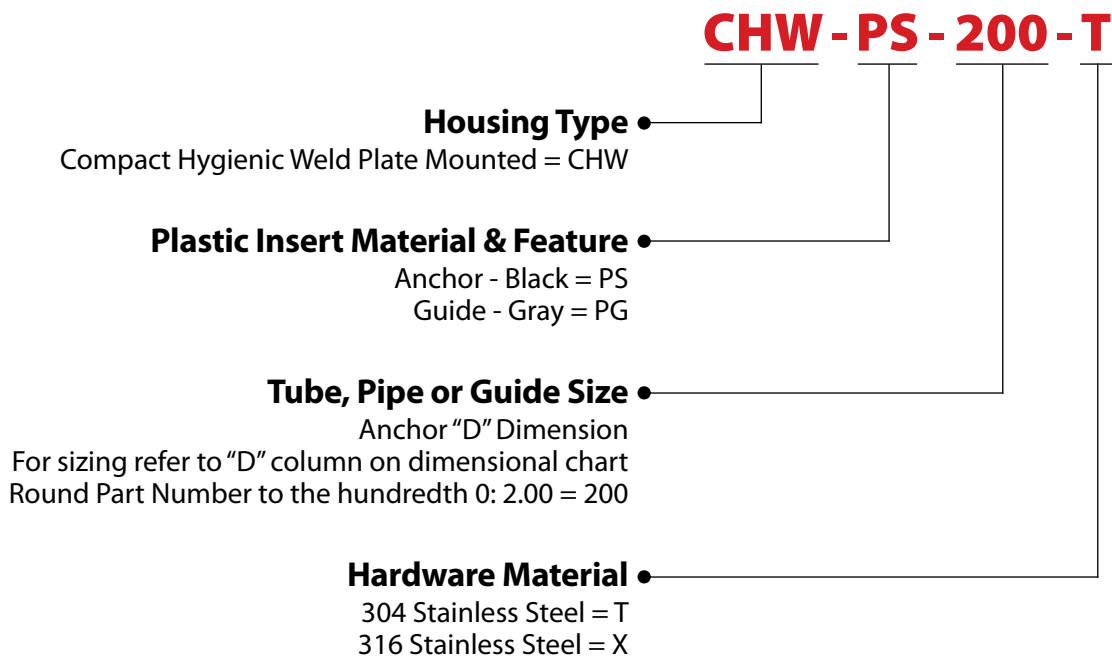 CHW - PS - 200 - T
Housing Type
Compact Hygienic Weld Plate Mounted = CHW
Plastic Insert Material & Feature
Anchor - Black = PS
Guide - Gray = PG
Tube, Pipe or Guide Size
Anchor “D” Dimension
For sizing refer to “D” column on dimensional chart
Round Part Number to the hundredth 0: 2.00 = 200
Hardware Material
304 Stainless Steel = T
316 Stainless Steel = X